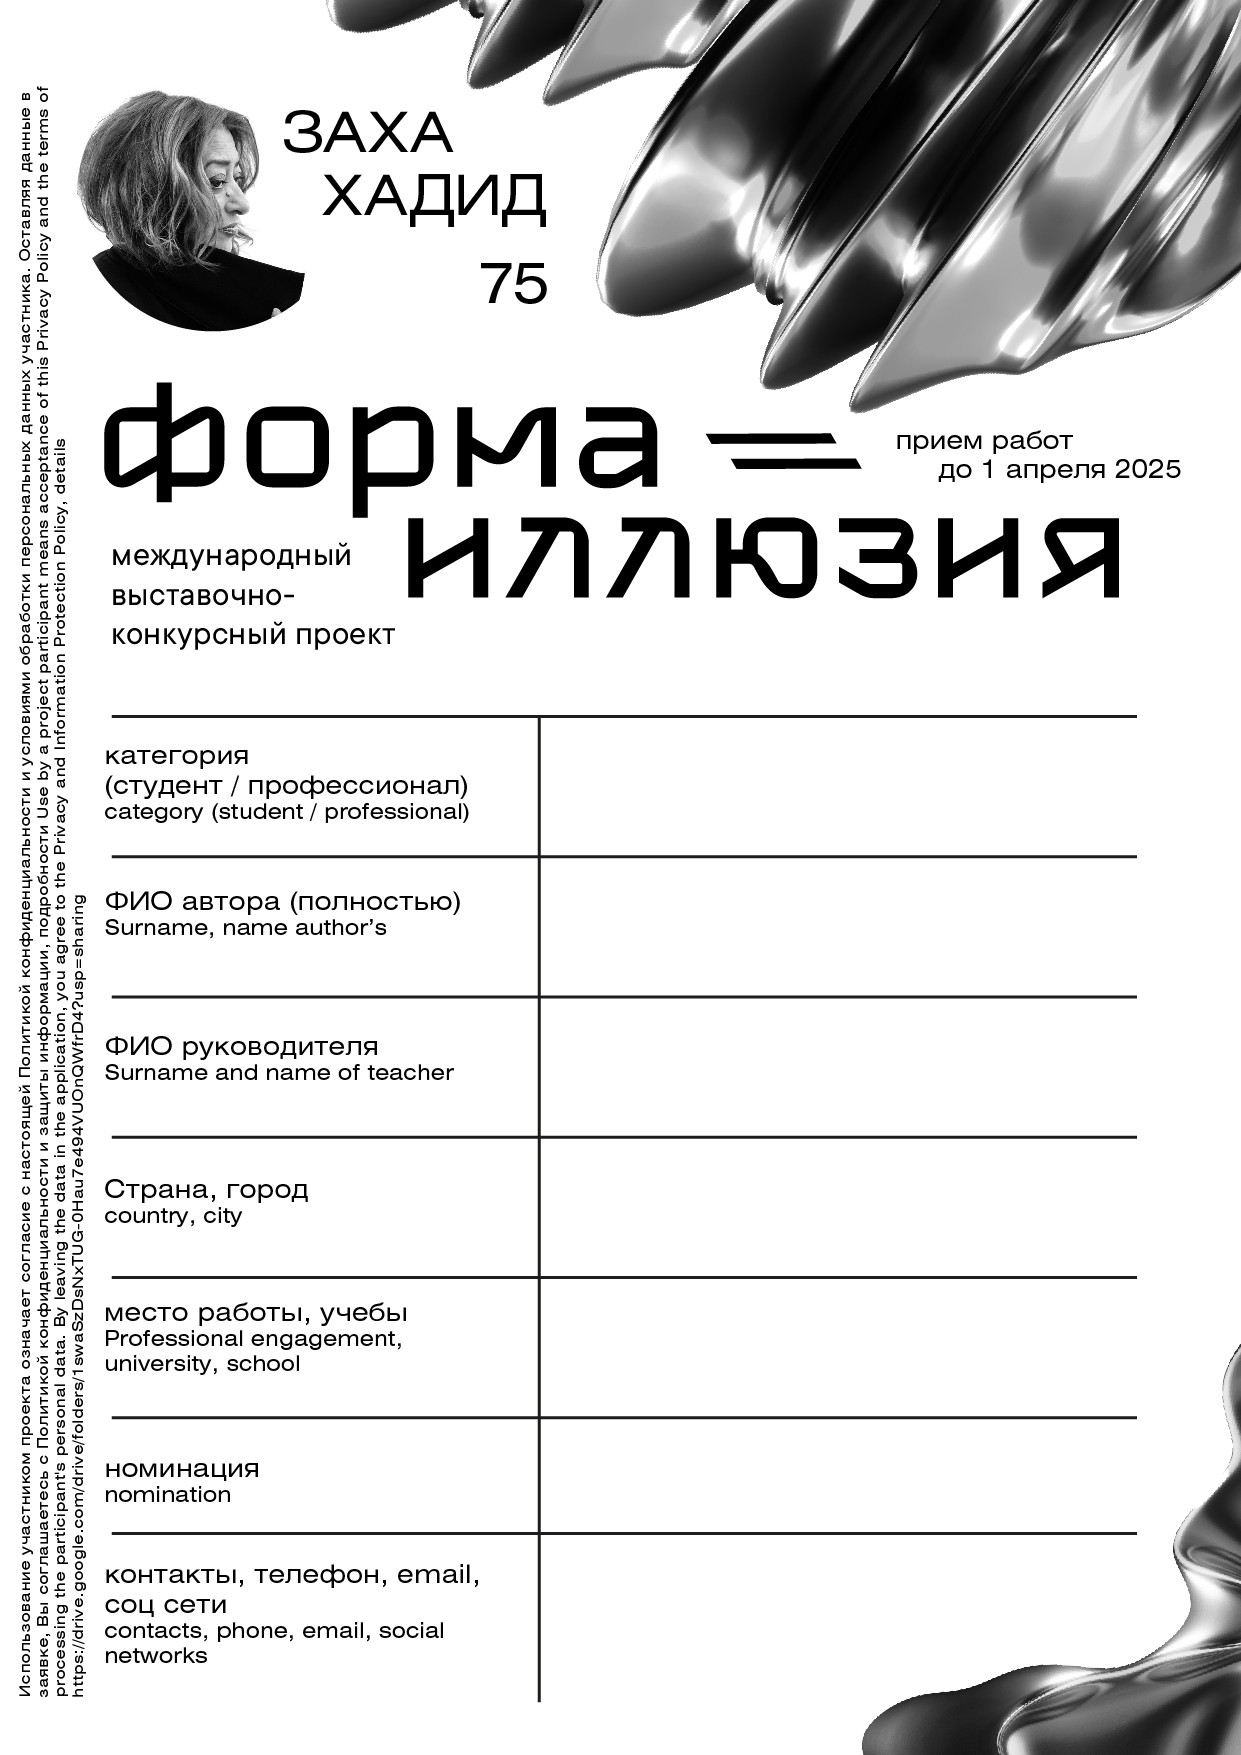 ЗАХА
ХАДИД
75
форма
прием работ
до 1 апреля 2025
иллюзия
международный
выставочно-
конкурсный проект
категория
(студент / профессионал)
category (student / professional)
ФИО автора (полностью)
Surname, name author’s
ФИО руководителя
Surname and name of teacher
Страна, город
country, city
место работы, учебы
Professional engagement,
university, school
номинация
nomination
контакты, телефон, email,
соц сети
contacts, phone, email, social
networks
Использование участником проекта означает согласие с настоящей Политикой конфиденциальности и условиями обработки персональных данных участника. Оставляя данные в
заявке, Вы соглашаетесь с Политикой конфиденциальности и защиты информации, подробности Use by a project participant means acceptance of this Privacy Policy and the terms of
processing the participant's personal data. By leaving the data in the application, you agree to the Privacy and Information Protection Policy, details
https://drive.google.com/drive/folders/1swaSzDsNxTUG-0Hau7e494VUOnQWfrD4?usp=sharing